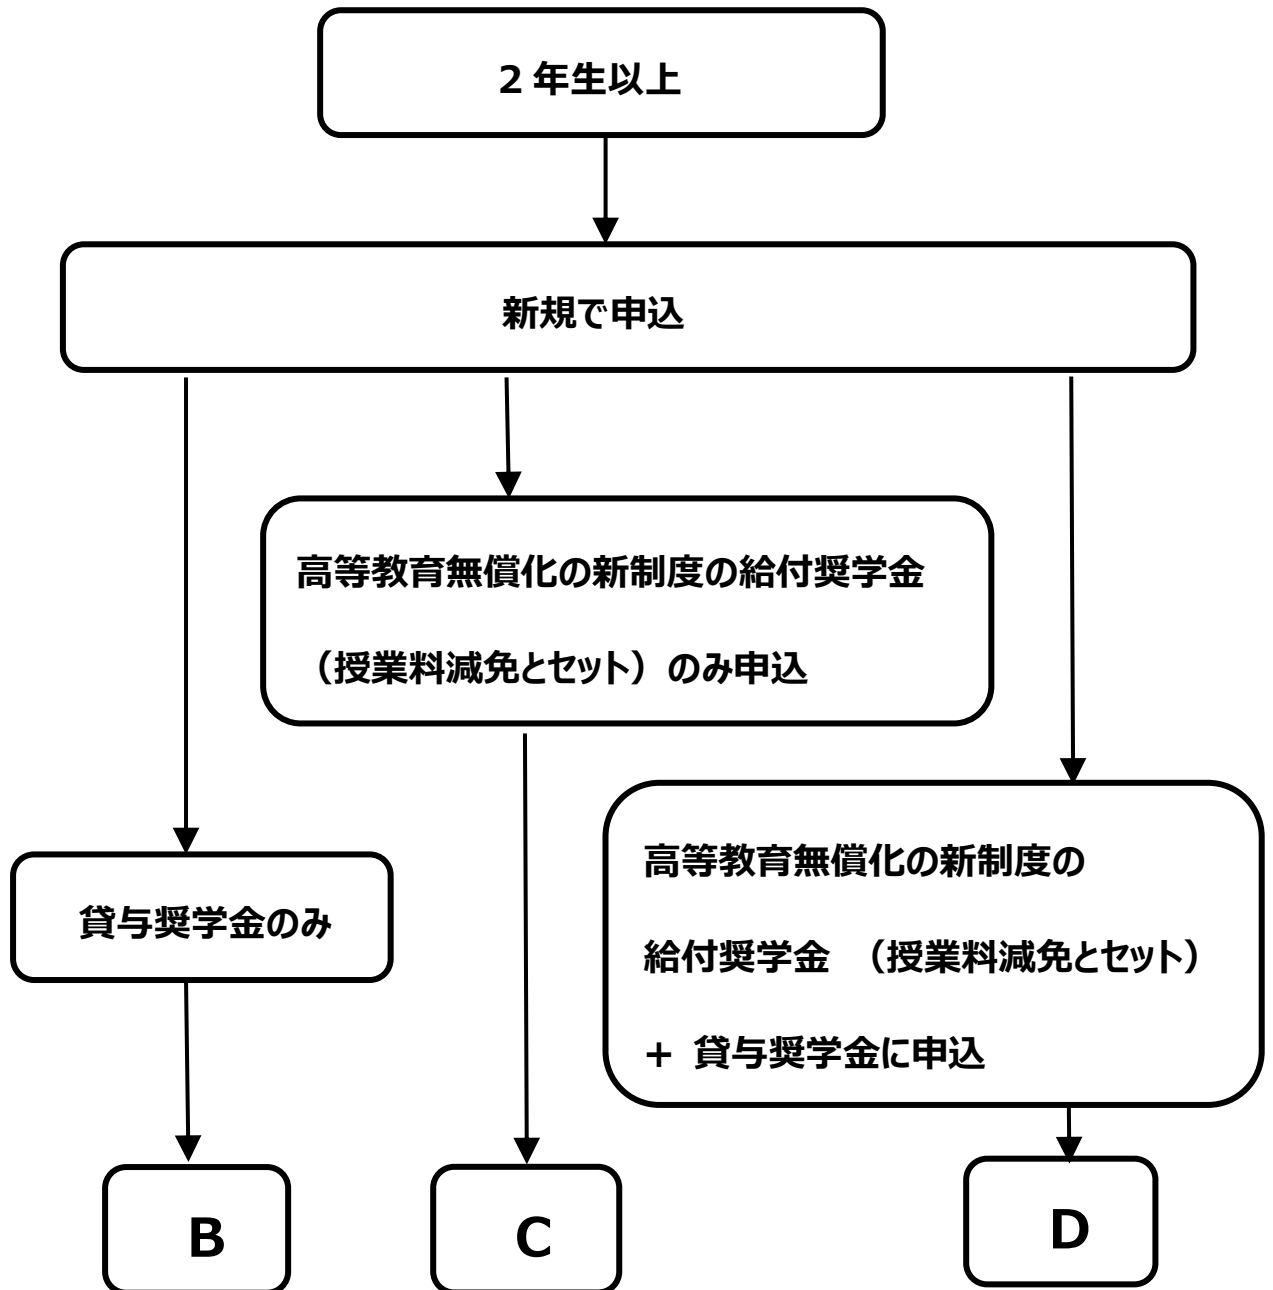 2 年生以上
新規で申込
高等教育無償化の新制度の給付奨学金
（授業料減免とセット）のみ申込
貸与奨学金のみ
高等教育無償化の新制度の
給付奨学金　（授業料減免とセット）
+ 貸与奨学金に申込
B
C
D